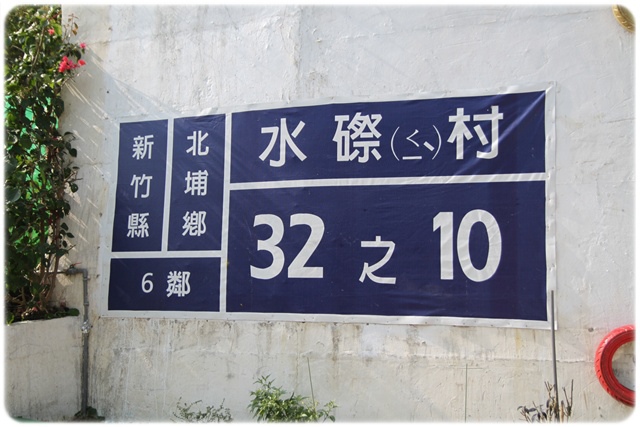 新竹縣
北埔鄉
6 鄰
水磜(ㄑㄧˋ)村
32之10